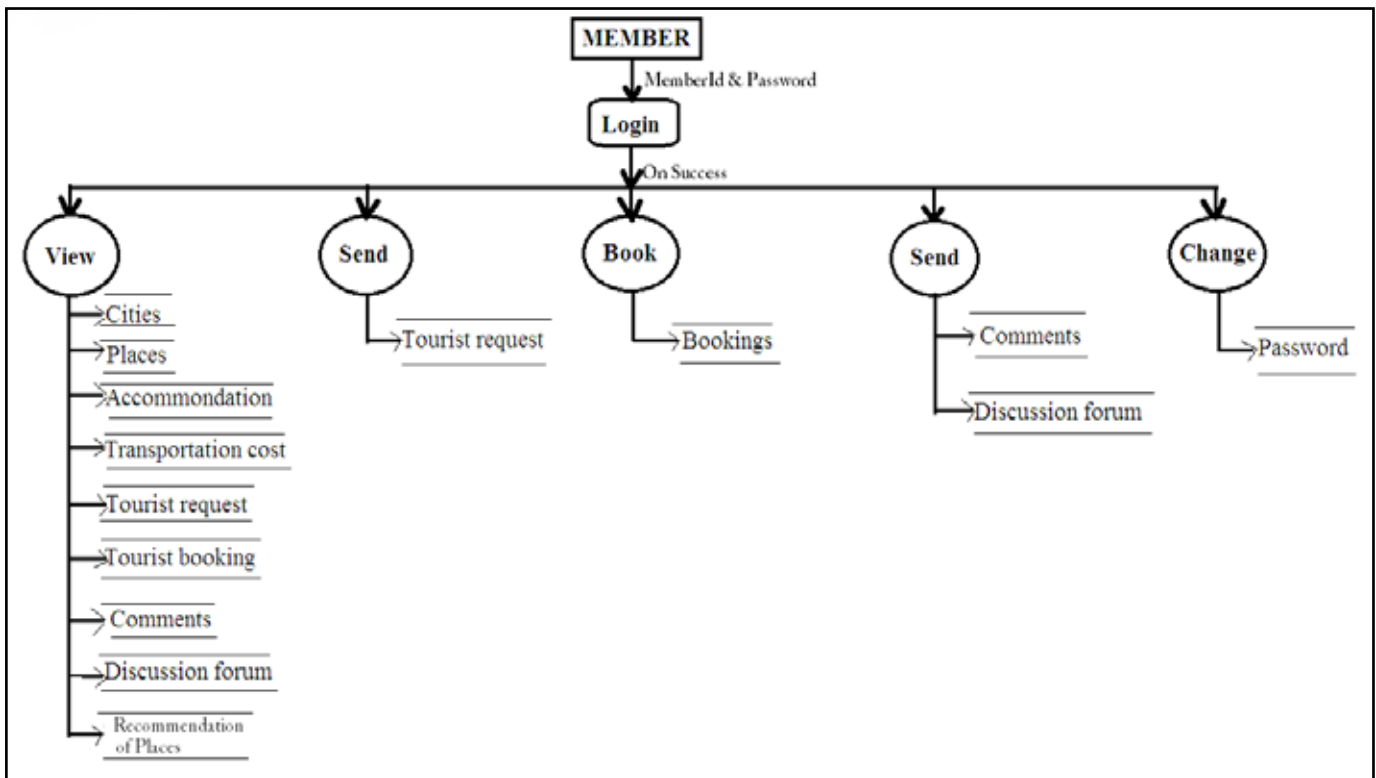 MEMBER
MemberId & Password
Login
On Success
View
Send
Book
Send
Change
Cities
Places
Accommondation
Transportation cost
Tourist request
Tourist booking
Comments
Discussion forum
Recommendation
of Places
Tourist request
Bookings
Comments
Discussion forum
Password